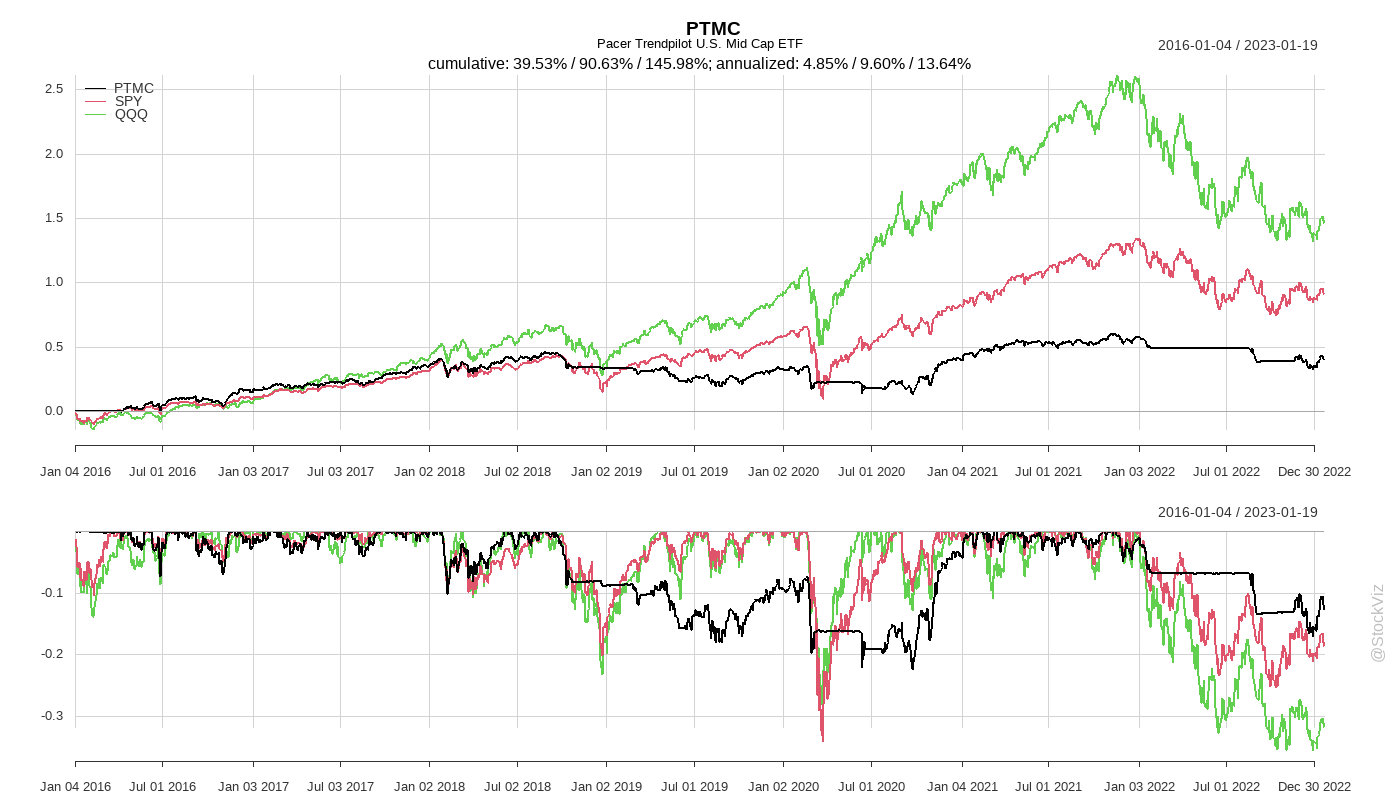 PTMC
Pacer Trendpilot U.S. Mid Cap ETF
2016-01-04 / 2023-01-19
cumulative: 39.53% / 90.63% / 145.98%; annualized: 4.85% / 9.60% / 13.64%
PTMC
SPY
QQQ
2.5
2.0
1.5
1.0
0.5
0.0
Jan 04 2016 Jul 01 2016 Jan 03 2017 Jul 03 2017 Jan 02 2018 Jul 02 2018 Jan 02 2019 Jul 01 2019 Jan 02 2020 Jul 01 2020 Jan 04 2021 Jul 01 2021 Jan 03 2022 Jul 01 2022 Dec 30 2022
2016-01-04 / 2023-01-19
-0.1
-0.2
-0.3
Jan 04 2016 Jul 01 2016 Jan 03 2017 Jul 03 2017 Jan 02 2018 Jul 02 2018 Jan 02 2019 Jul 01 2019 Jan 02 2020 Jul 01 2020 Jan 04 2021 Jul 01 2021 Jan 03 2022 Jul 01 2022 Dec 30 2022
@StockViz